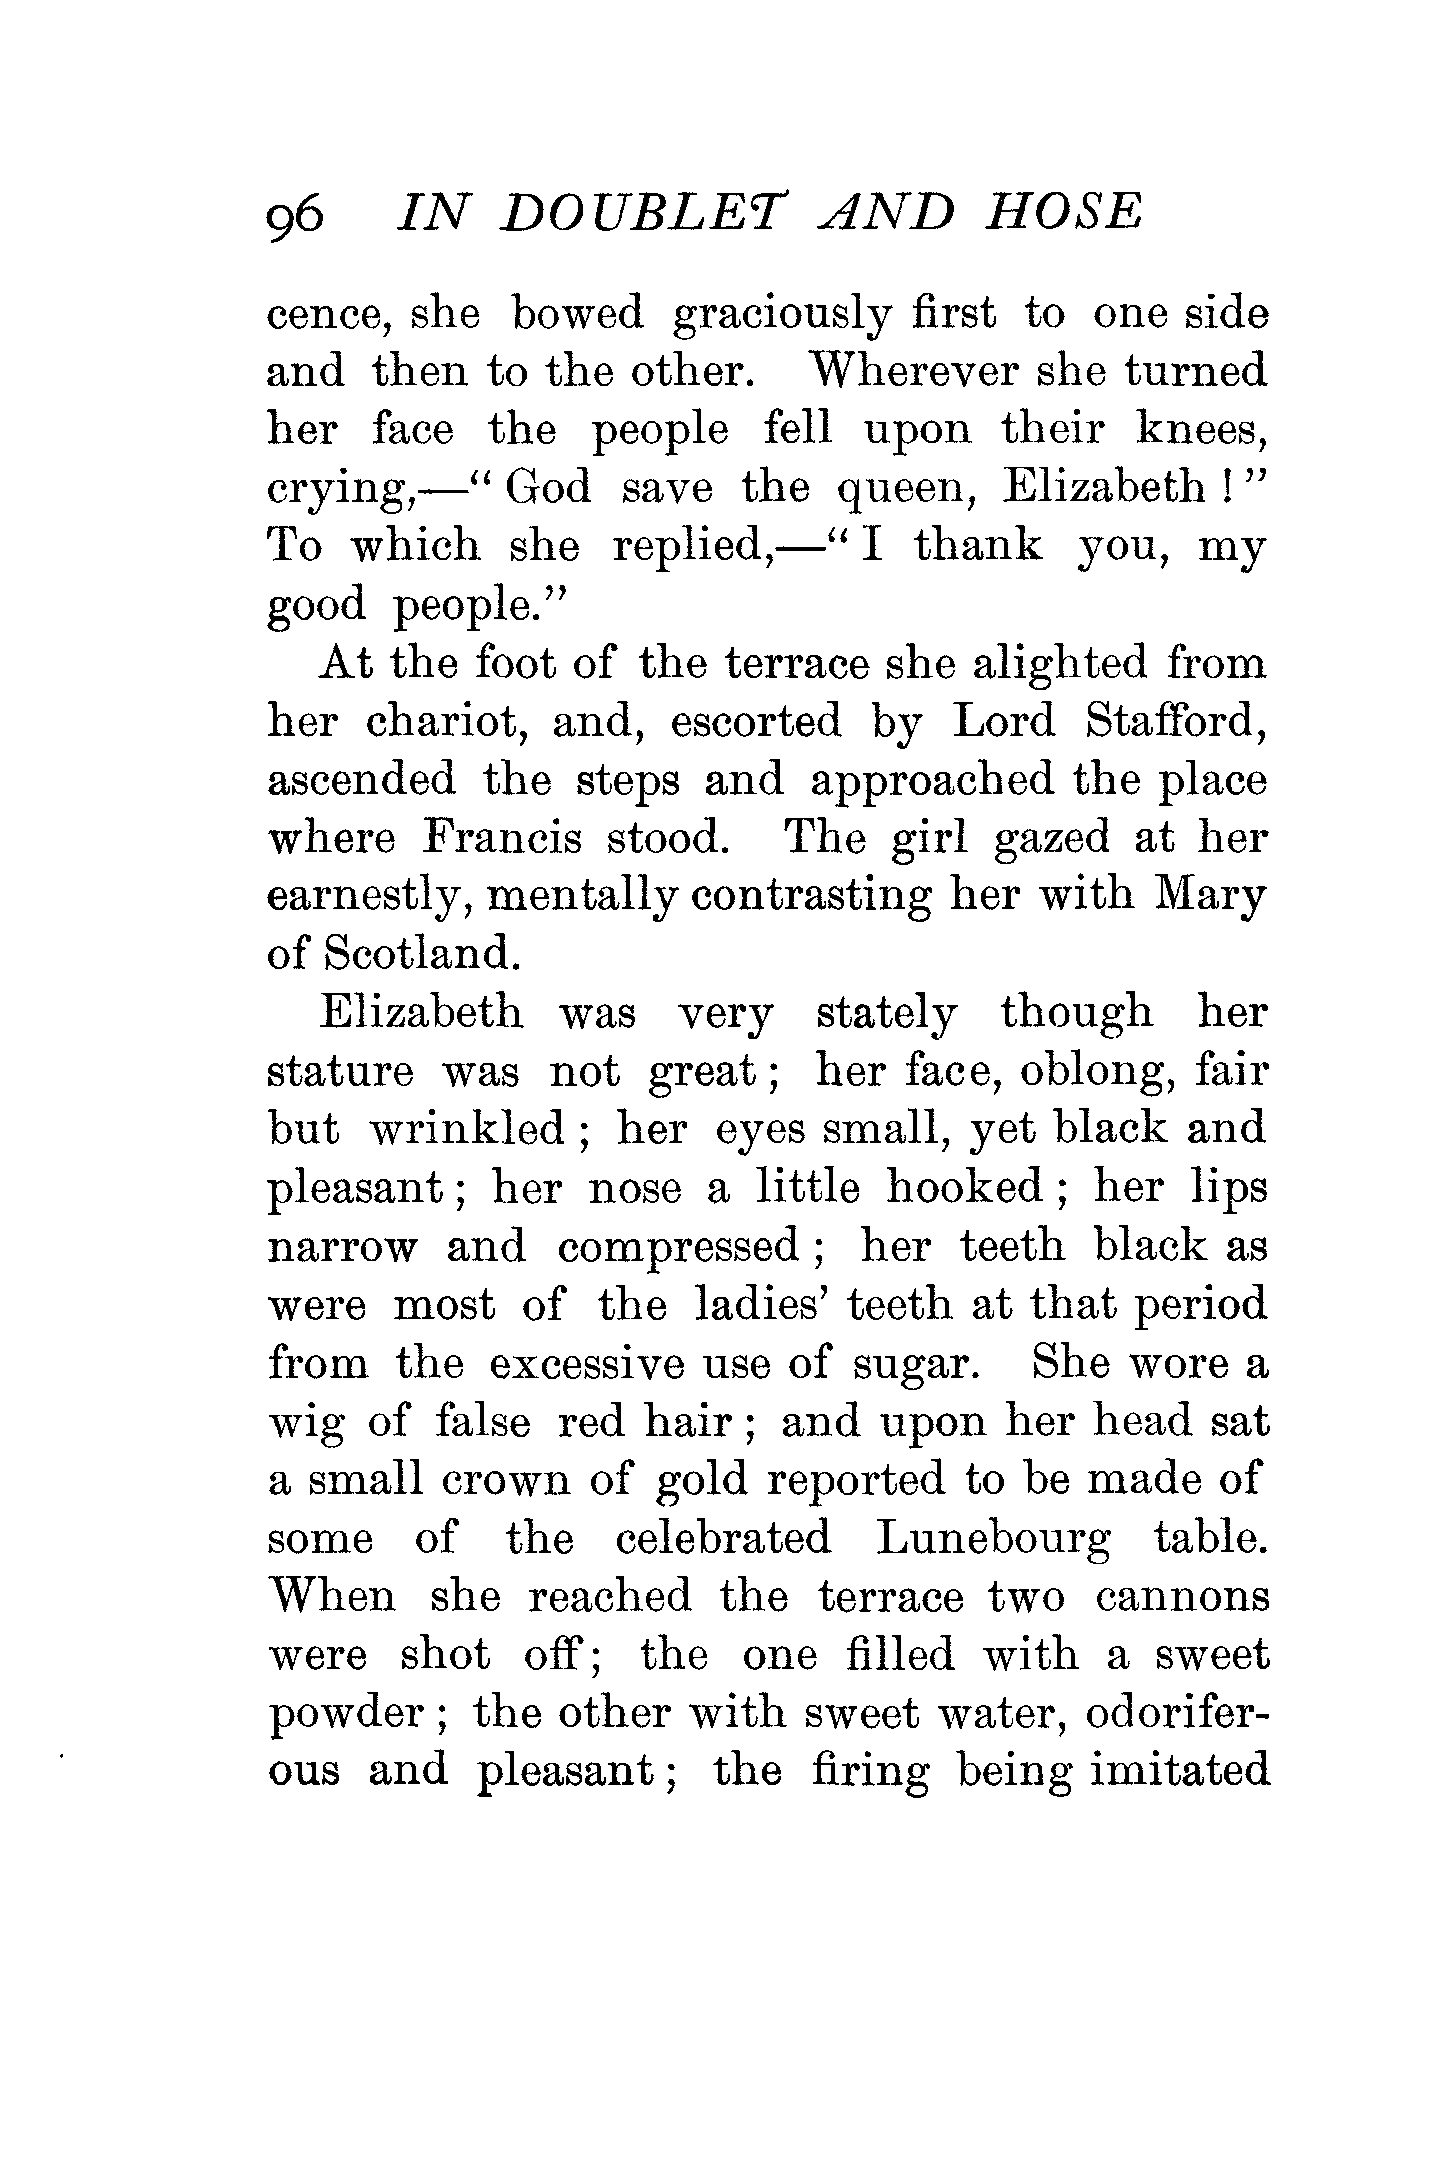 96 IN DOUBLET AND HOSE
cence, she bowed graciously first to one side
and then to the other. Wherever she turned
her face the people fell upon their knees,
crying,—“ God save the queen, Elizabeth ! ”
To which she replied,—“ I thank you, my
good people.”
At the foot of the terrace she alighted from
her chariot, and, escorted by Lord Stafford,
ascended the steps and approached the place
where Francis stood. The girl gazed at her
earnestly, mentally contrasting her with Mary
of Scotland.
Elizabeth was very stately though her
stature was not great ; her face, oblong, fair
but wrinkled ; her eyes small, yet black and
pleasant ; her nose a little hooked ; her lips
narrow and compressed ; her teeth black as
were most of the ladies’ teeth at that period
from the excessive use of sugar. She wore a
wig of false red hair ; and upon her head sat
a small crown of gold reported to be made of
some of the celebrated Lunebourg table.
When she reached the terrace two cannons
were shot off ; the one filled with a sweet
powder ; the other with sweet water, odorifer-
ous and pleasant ; the firing being imitated